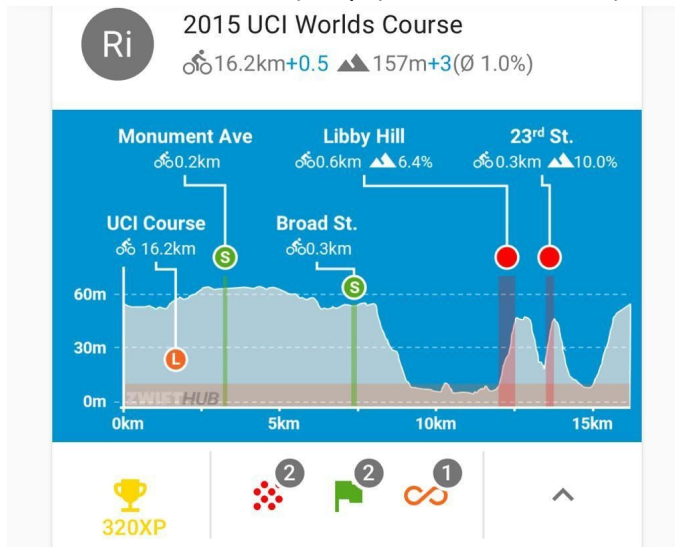 Ri
2015 UCI Worlds Course
16.2km+0.5 157m+3(Ø 1.0%)
Monument Ave
0.2km
Libby Hill
0.6km 6.4%
23rd St.
0.3km 10.0%
UCI Course
16.2km
Broad St.
0.3km
S
S
60m
30m
L
0m
ZWIFTHUB
0km 5km 10km 15km
320XP
2
2
1